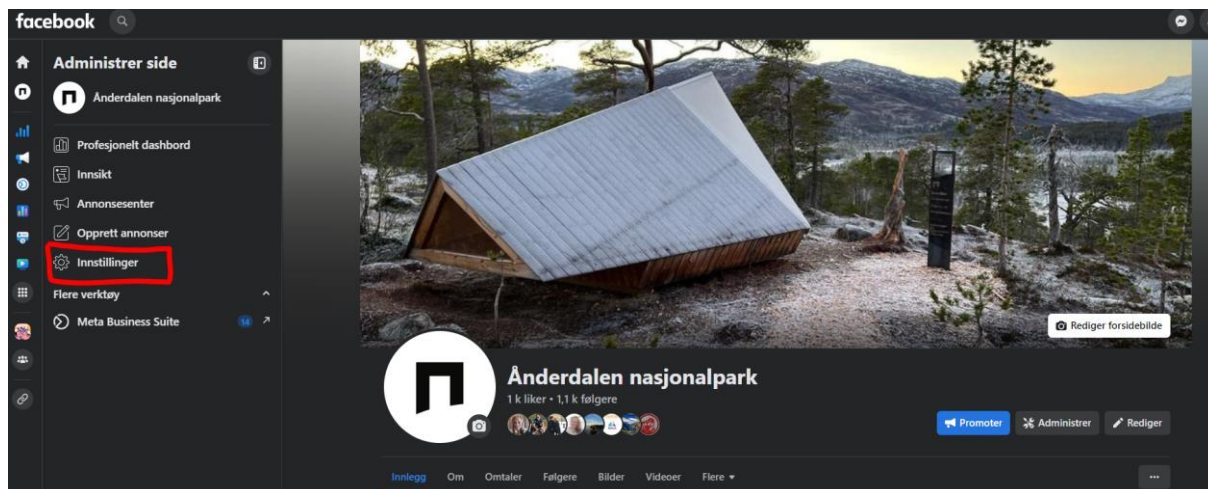 facebook
Administrer side
Ånderdalen nasjonalpark
Profesjonelt dashbord
Innsikt
Annonsesenter
Opprett annonser
Innstillinger
Flere verktøy
Meta Business Suite
14
Rediger forsidebilde
Ånderdalen nasjonalpark
1 k liker • 1,1 k følgere
Promoter
Administrer
Rediger
Innlegg Om Omtaler Følgere Bilder Videoer Flere